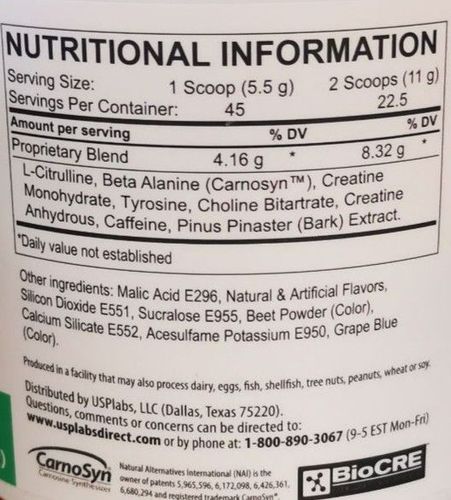 NUTRITIONAL INFORMATION
Serving Size: 1 Scoop (5.5 g) 2 Scoops (11 g)
Servings Per Container: 45 22.5
Amount per serving % DV % DV
Proprietary Blend 4.16 g * 8.32 g *
L-Citrulline, Beta Alanine (Carnosyn™), Creatine
Monohydrate, Tyrosine, Choline Bitartrate, Creatine
Anhydrous, Caffeine, Pinus Pinaster (Bark) Extract.
*Daily value not established
Other ingredients: Malic Acid E296, Natural & Artificial Flavors,
Silicon Dioxide E551, Sucralose E955, Beet Powder (Color),
Calcium Silicate E552, Acesulfame Potassium E950, Grape Blue
(Color).
Produced in a facility that may also process dairy, eggs, fish, shellfish, tree nuts, peanuts, wheat or soy.
Distributed by USPlabs, LLC (Dallas, Texas 75220).
Questions, comments or concerns can be directed to:
www.usplabsdirect.com or by phone at: 1-800-890-3067 (9-5 EST Mon-Fri)
CarnoSyn
Carnosine Synthesizer
Natural Alternatives International (NAI) is the
owner of patents 5,965,596, 6,172,098, 6,426,361,
6,680,294 and registered trademark CarnoSyn®
BioCRE